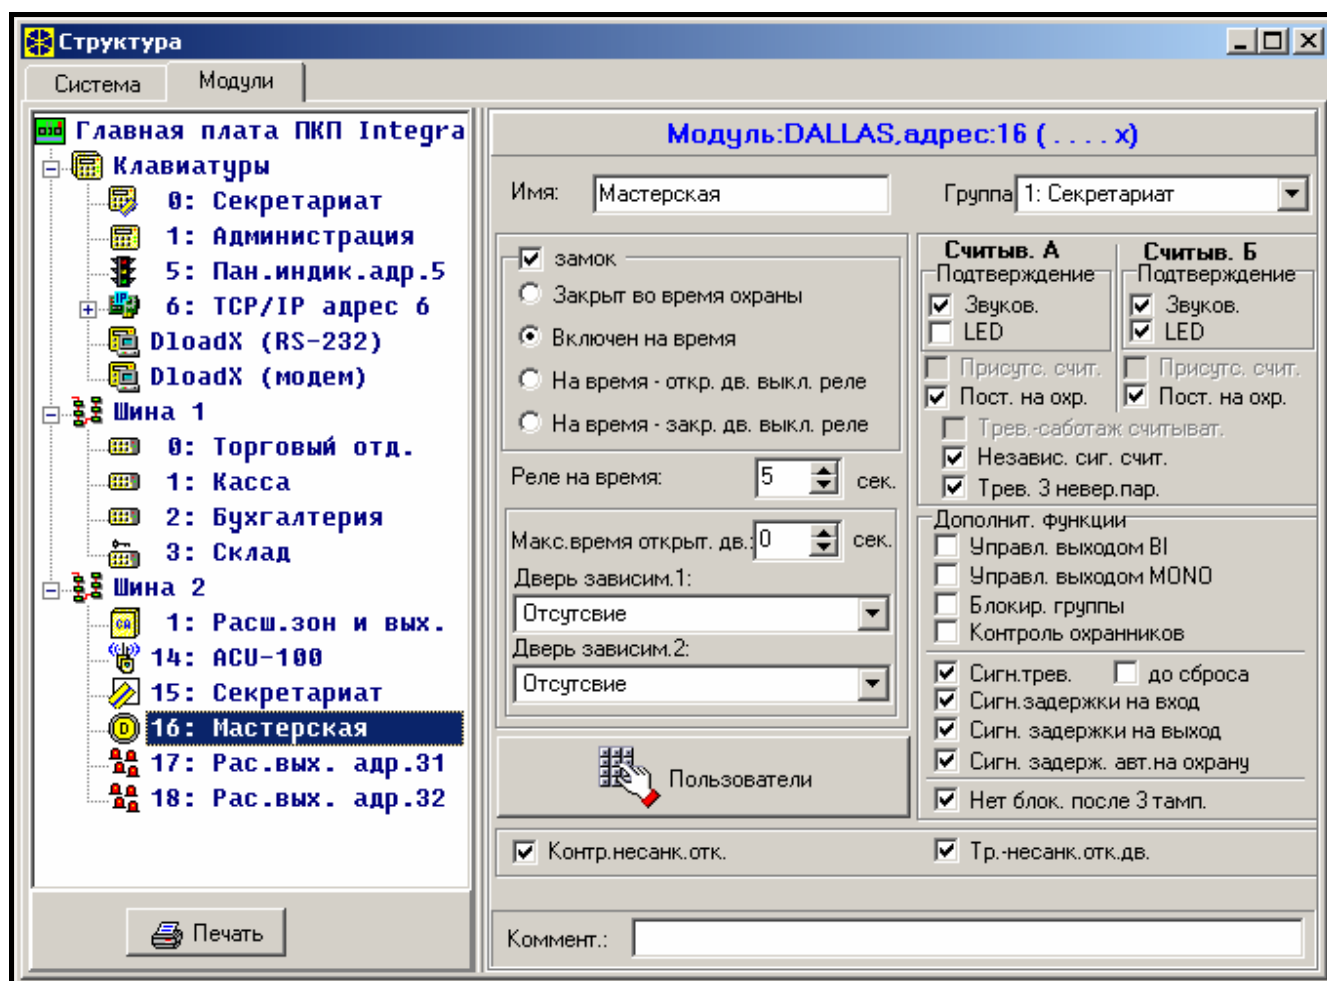 Структура
Система Модули
Главная плата ПКП Integra
Клавиатуры
0: Секретариат
1: Администрация
5: Пан.индик.адр.5
6: TCP/IP адрес 6
DloadX (RS-232)
DloadX (модем)
Шина 1
0: Торговый отд.
1: Касса
2: Бухгалтерия
3: Склад
Шина 2
1: Расш.зон и вых.
14: ACU-100
15: Секретариат
16: Мастерская
17: Рас.вых. адр.31
18: Рас.вых. адр.32
Печать
Модуль:DALLAS,адрес:16 ( . . . . x)
Имя: Мастерская
Группа 1: Секретариат
замок
Закрыт во время охраны
Включен на время
На время - откр. дв. выкл. реле
На время - закр. дв. выкл. реле
Реле на время: 5 сек.
Макс.время открыт. дв.: 0 сек.
Дверь зависим.1:
Отсутсвие
Дверь зависим.2:
Отсутсвие
Пользователи
Считыв. А Считыв. Б
Подтверждение Подтверждение
Звуков. Звуков.
LED LED
Присутс. счит. Присутс. счит.
Пост. на охр. Пост. на охр.
Трев.-саботаж считыват.
Независ. сиг. счит.
Трев. 3 невер.пар.
Дополнит. функции
Управл. выходом BI
Управл. выходом MONO
Блокир. группы
Контроль охранников
Сигн.трев. до сброса
Сигн.задержки на вход
Сигн. задержки на выход
Сигн. задерж. авт.на охрану
Нет блок. после 3 тамп.
Контр.несанк.отк. Тр.-несанк.отк.дв.
Коммент.: